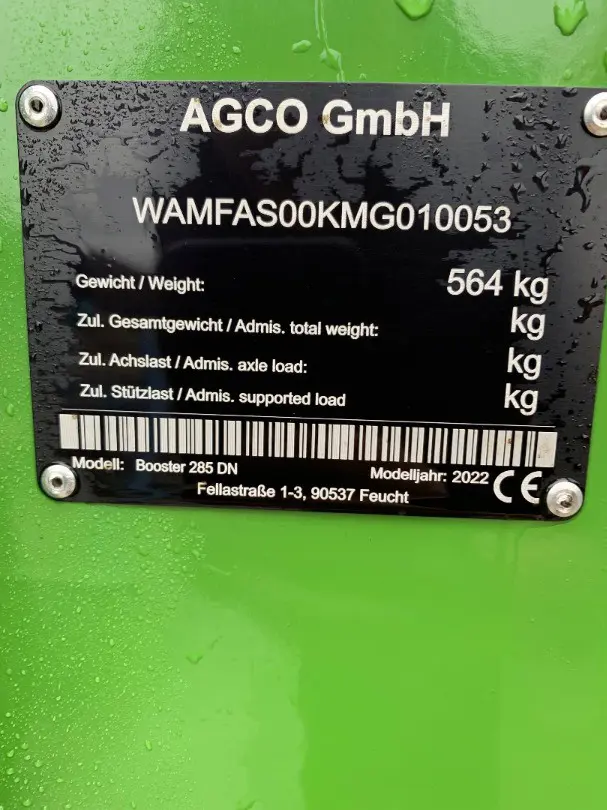 AGCO GmbH
WAMFAS00KMG010053
Gewicht / Weight: 564 kg
Zul. Gesamtgewicht / Admis. total weight: kg
Zul. Achslast / Admis. axle load: kg
Zul. Stützlast / Admis. supported load kg
Modell: Booster 285 DN Modelljahr: 2022 CE
Fellastraße 1-3, 90537 Feucht